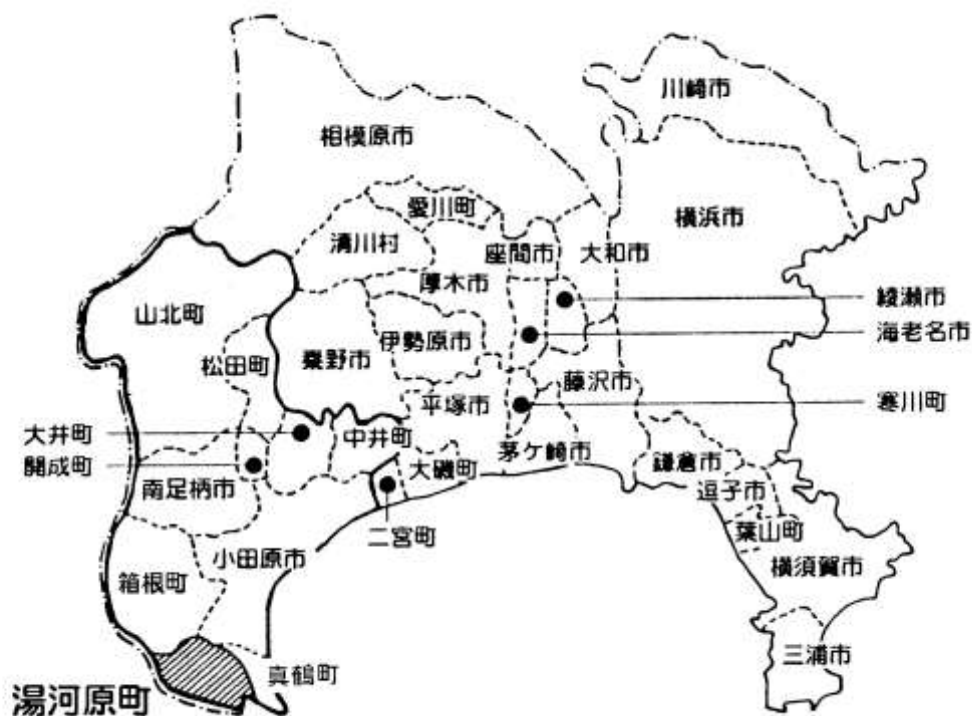 川崎市
相模原市
愛川町
横浜市
清川村
座間市
大和市
厚木市
綾瀬市
山北町
海老名市
伊勢原市
松田町
秦野市
藤沢市
平塚市
寒川町
大井町
中井町
茅ケ崎市
開成町
大磯町
鎌倉市
南足柄市
逗子市
二宮町
葉山町
小田原市
横須賀市
箱根町
三浦市
真鶴町
湯河原町